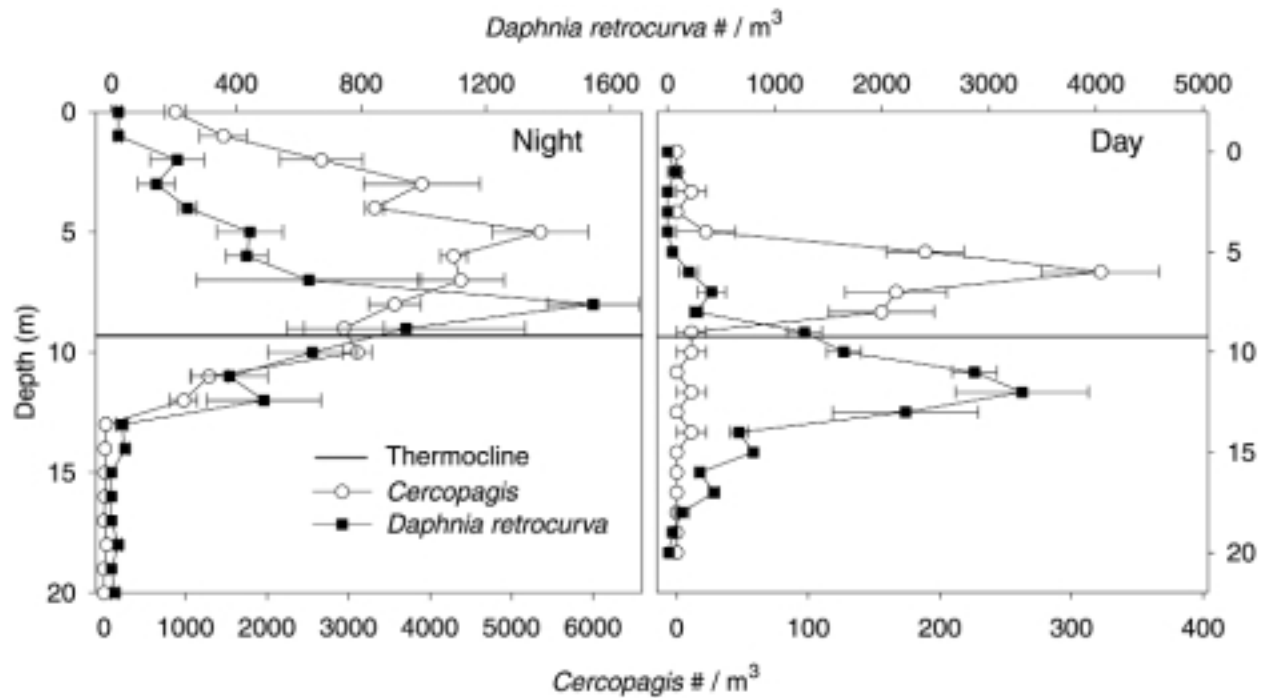 Daphnia retrocurva # / m³
0 400 800 1200 1600 0 1000 2000 3000 4000 5000
Night
Day
0
5
10
15
20
Depth (m)
0
5
10
15
20
Thermocline
Cercopagis
Daphnia retrocurva
0 1000 2000 3000 4000 5000 6000 0 100 200 300 400
Cercopagis # / m³